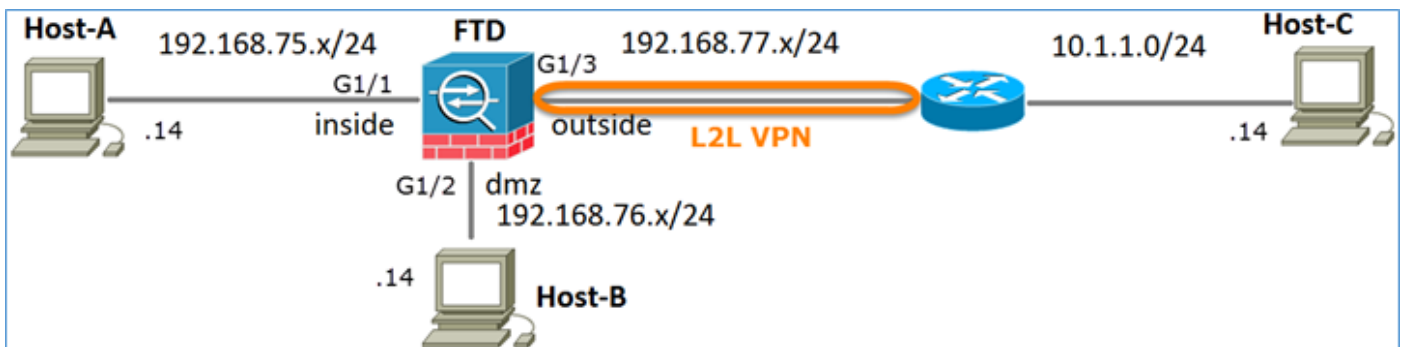 Host-A
192.168.75.x/24
FTD
192.168.77.x/24
10.1.1.0/24
Host-C
G1/1
G1/3
.14
inside
outside
L2L VPN
.14
G1/2
dmz
192.168.76.x/24
.14
Host-B